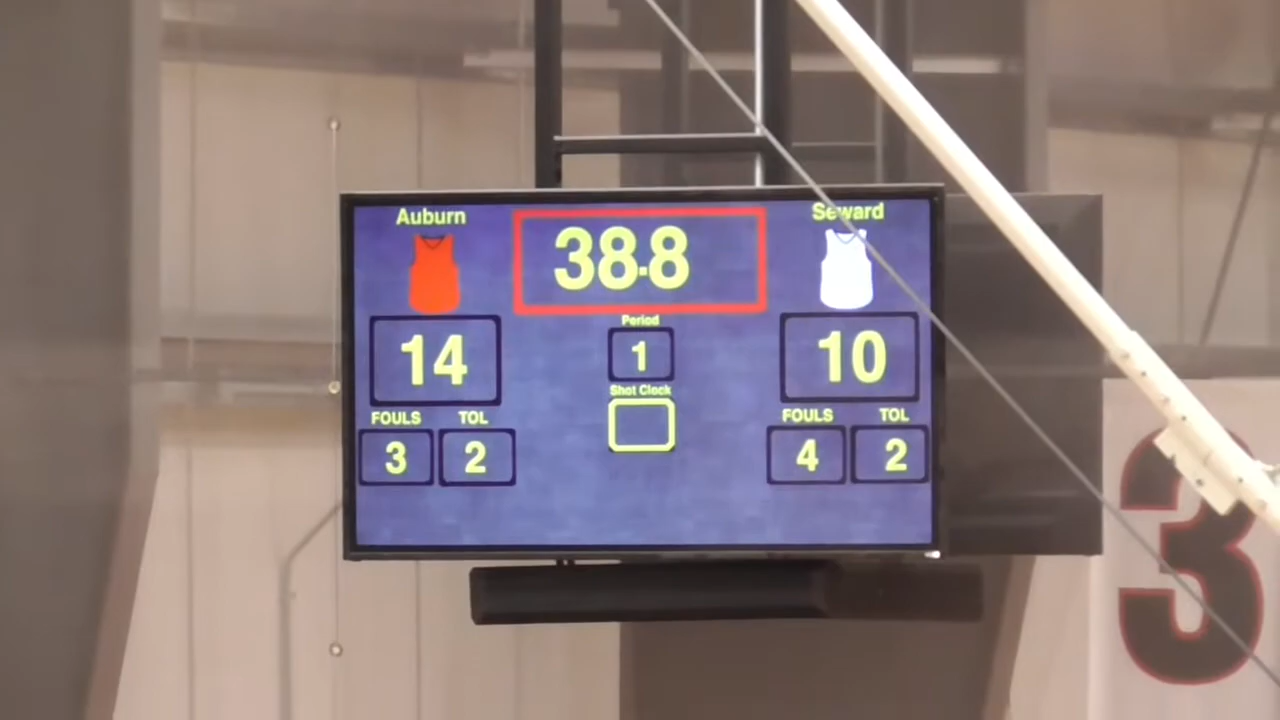 Auburn
38.8
Seward
14
Period
1
10
Shot Clock
FOULS
TOL
FOULS
TOL
3
2
4
2
3